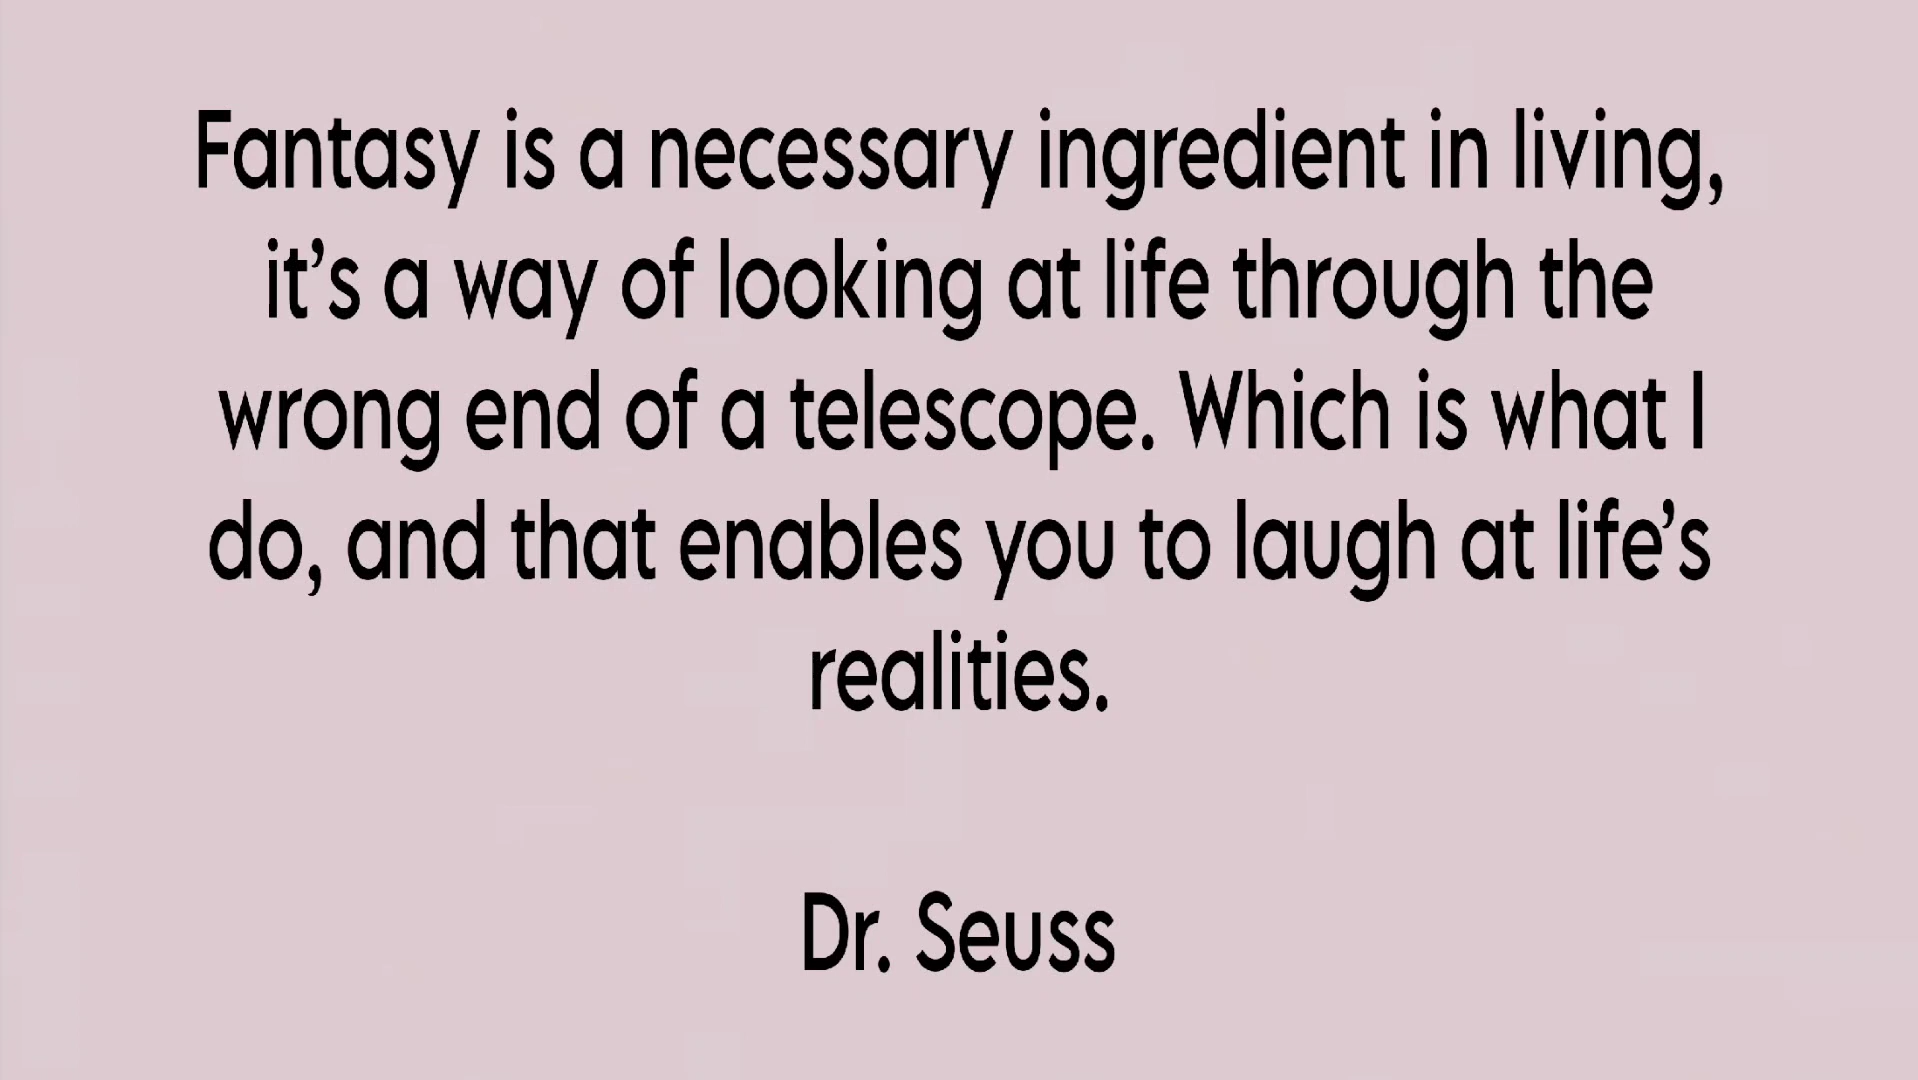 Fantasy is a necessary ingredient in living,
it’s a way of looking at life through the
wrong end of a telescope. Which is what I
do, and that enables you to laugh at life’s
realities.
Dr. Seuss